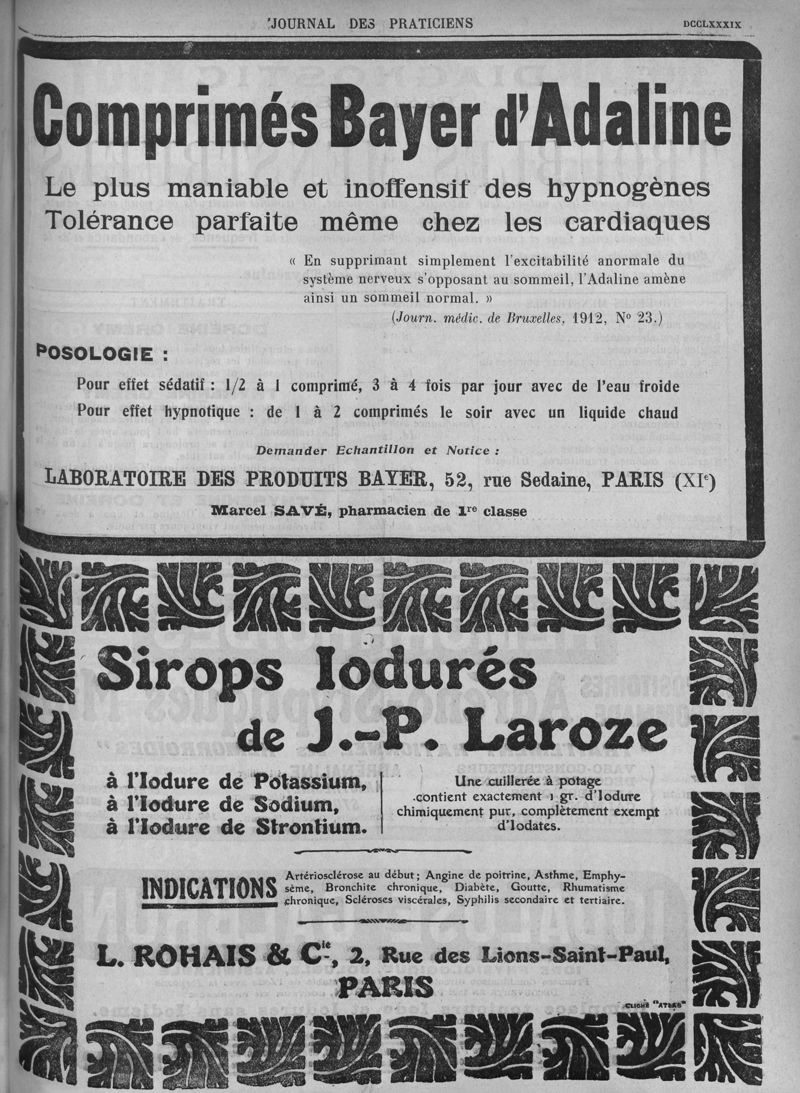 JOURNAL DES PRATICIENS
DCCLXXXIX
Comprimés Bayer d'Adaline
Le plus maniable et inoffensif des hypnogènes
Tolérance parfaite même chez les cardiaques
« En supprimant simplement l'excitabilité anormale du
système nerveux s'opposant au sommeil, l'Adaline amène
ainsi un sommeil normal. »
(Journ. médic. de Bruxelles, 1912, Nº 23.)
POSOLOGIE :
Pour effet sédatif : 1/2 à 1 comprimé, 3 à 4 fois par jour avec de l'eau froide
Pour effet hypnotique : de 1 à 2 comprimés le soir avec un liquide chaud
Demander Echantillon et Notice :
LABORATOIRE DES PRODUITS BAYER, 52, rue Sedaine, PARIS (XIe)
Marcel SAVÉ, pharmacien de 1re classe
Sirops Iodurés
de J.-P. Laroze
à l'Iodure de Potassium,
à l'Iodure de Sodium,
à l'Iodure de Strontium.
Une cuillerée à potage
contient exactement 1 gr. d'Iodure
chimiquement pur, complètement exempt
d'Iodates.
INDICATIONS
Artériosclérose au début ; Angine de poitrine, Asthme, Emphy-
sème, Bronchite chronique, Diabète, Goutte, Rhumatisme
chronique, Scléroses viscérales, Syphilis secondaire et tertiaire.
L. ROHAIS & Cie, 2, Rue des Lions-Saint-Paul,
PARIS
CLICHÉ "ATLAS"